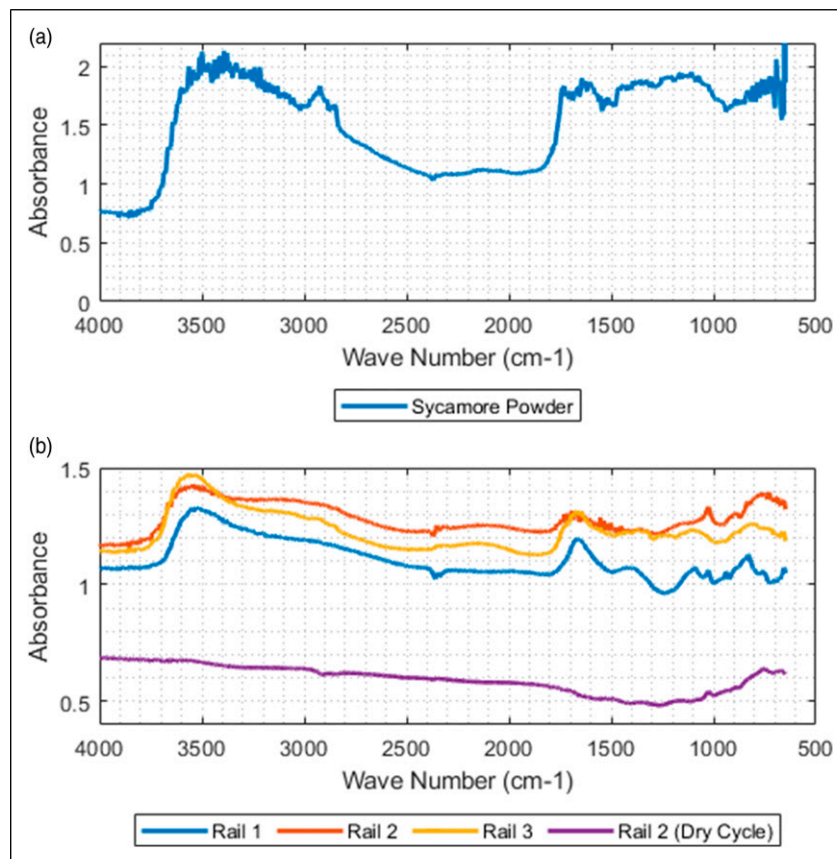 (a)
2
1.5
1
0.5
0
Absorbance
4000 3500 3000 2500 2000 1500 1000 500
Wave Number (cm-1)
Sycamore Powder
(b)
1.5
1
0.5
Absorbance
4000 3500 3000 2500 2000 1500 1000 500
Wave Number (cm-1)
Rail 1 Rail 2 Rail 3 Rail 2 (Dry Cycle)